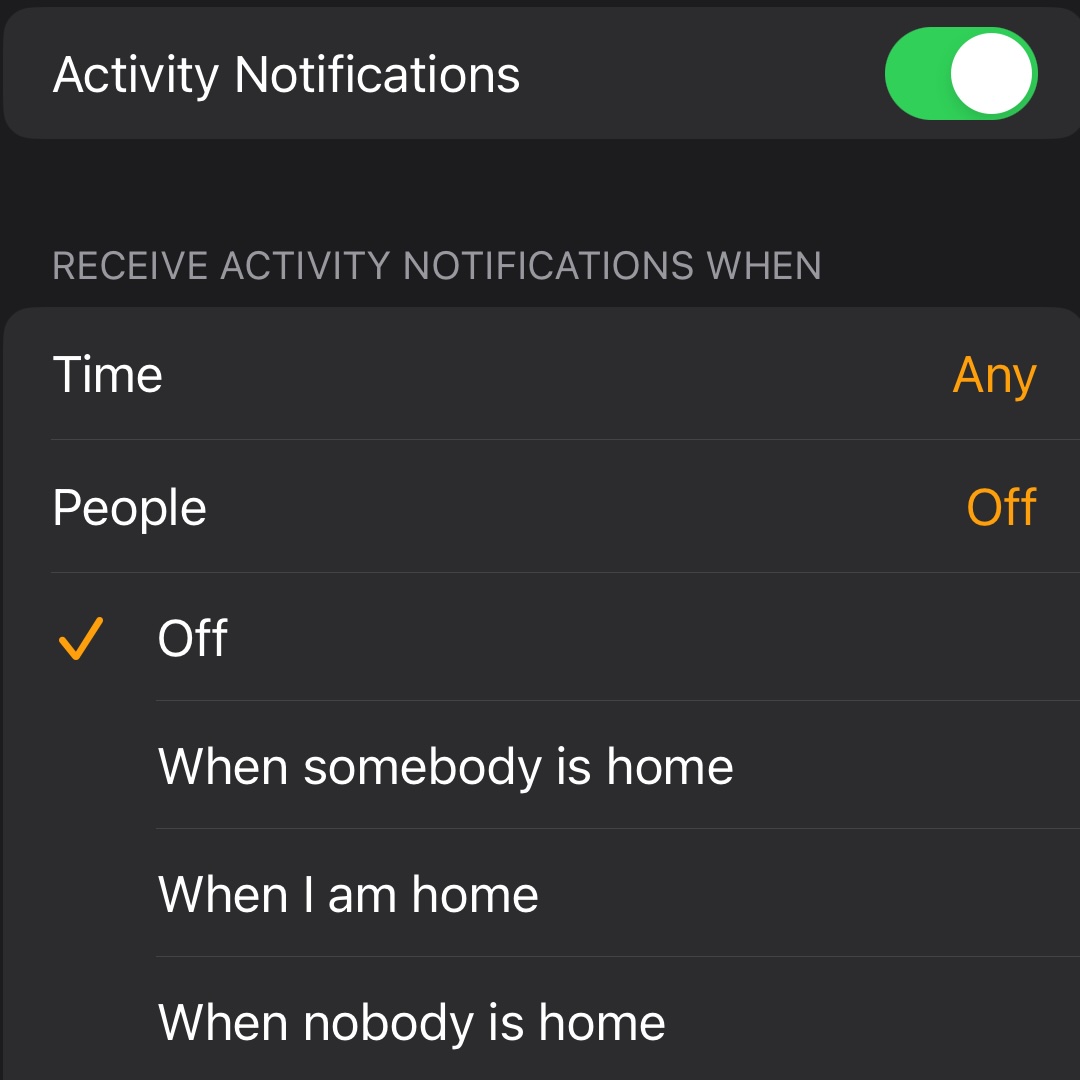 Activity Notifications
RECEIVE ACTIVITY NOTIFICATIONS WHEN
Time Any
People Off
Off
When somebody is home
When I am home
When nobody is home